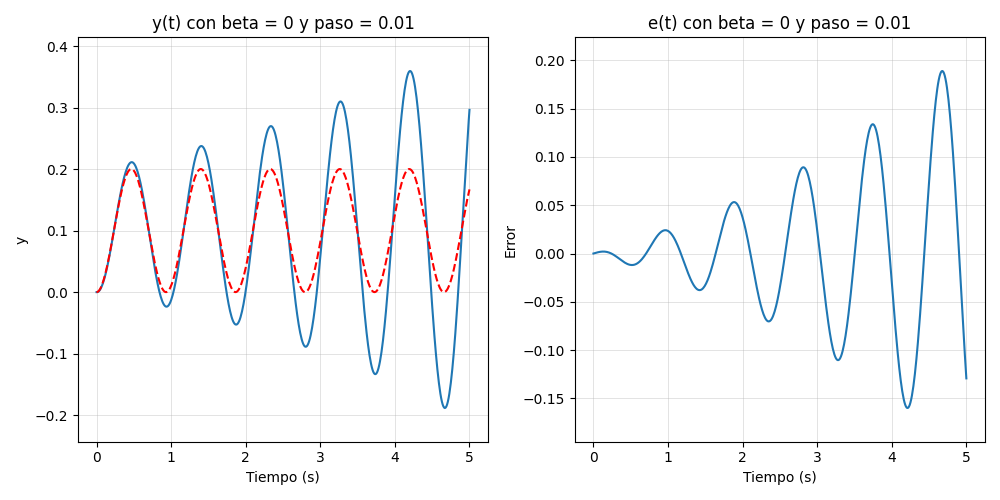 y(t) con beta = 0 y paso = 0.01
0.4
0.3
0.2
0.1
0.0
−0.1
−0.2
y
0 1 2 3 4 5
Tiempo (s)
e(t) con beta = 0 y paso = 0.01
0.20
0.15
0.10
0.05
0.00
−0.05
−0.10
−0.15
Error
0 1 2 3 4 5
Tiempo (s)